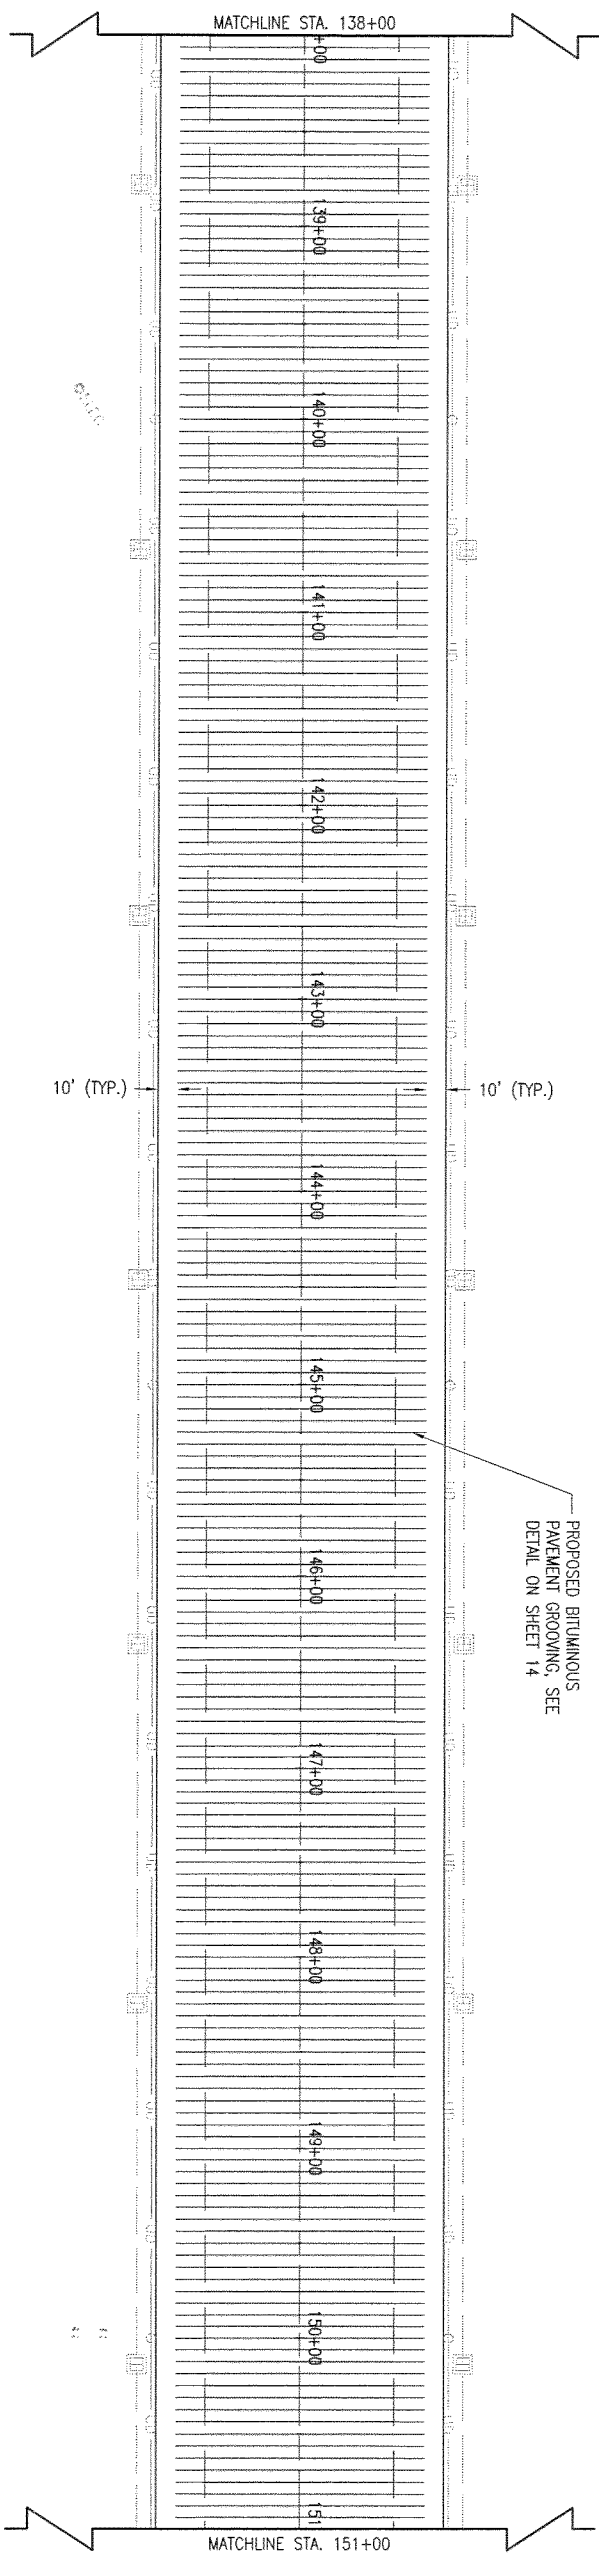 MATCHLINE STA. 138+00
+00
139+00
140+00
141+00
142+00
143+00
10' (TYP.)
10' (TYP.)
144+00
145+00
PROPOSED BITUMINOUS
PAVEMENT GROOVING, SEE
DETAIL ON SHEET 14
146+00
147+00
148+00
149+00
150+00
151
MATCHLINE STA. 151+00